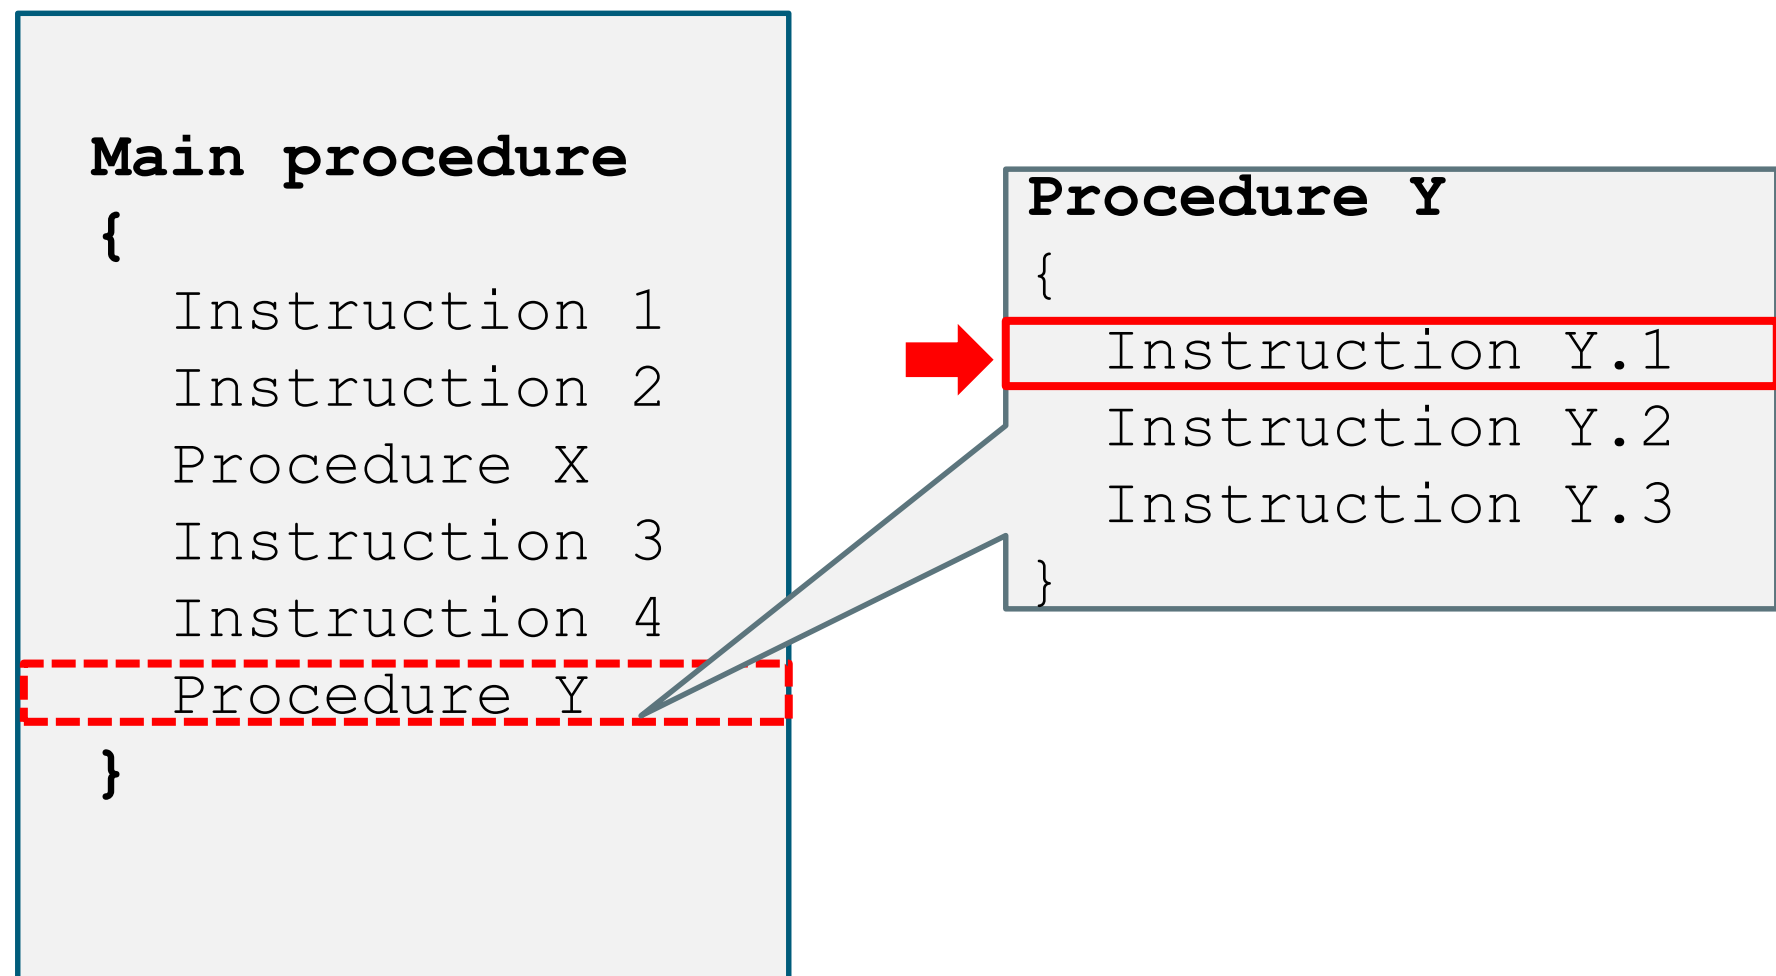 Main procedure
{
Instruction 1
Instruction 2
Procedure X
Instruction 3
Instruction 4
Procedure Y
}
Procedure Y
{
Instruction Y.1
Instruction Y.2
Instruction Y.3
}